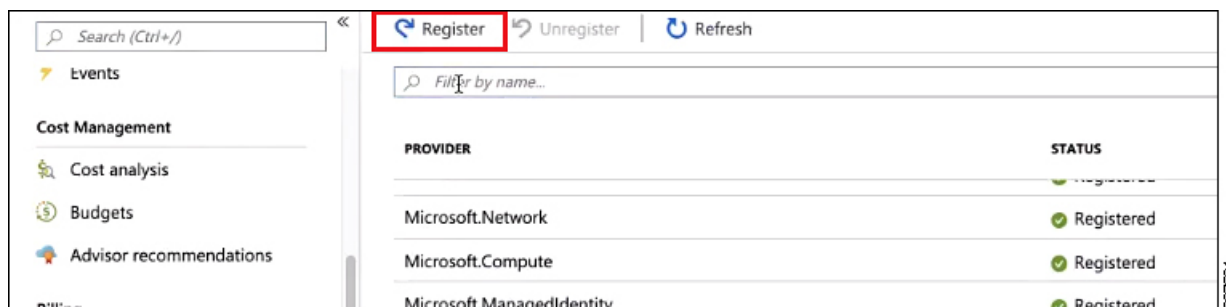 Search (Ctrl+/)
Events
Cost Management
Cost analysis
Budgets
Advisor recommendations
Billing
Register Unregister Refresh
Filter by name...
PROVIDER STATUS
Registered
Microsoft.Network Registered
Microsoft.Compute Registered
Microsoft.ManagedIdentity